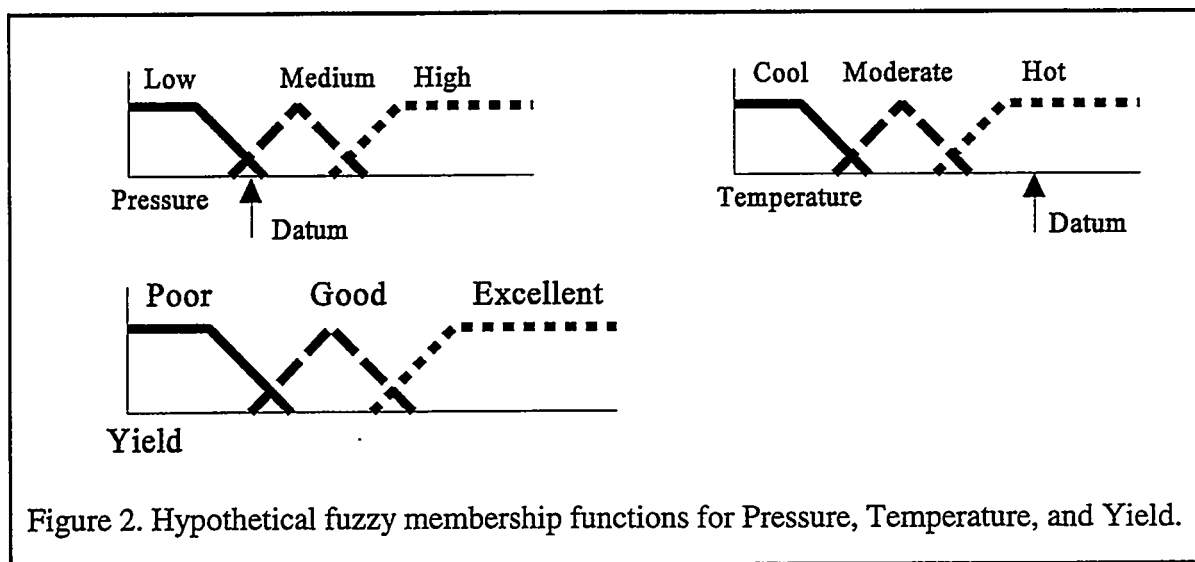 Low Medium High
Pressure
Datum
Cool Moderate Hot
Temperature
Datum
Poor Good Excellent
Yield
Figure 2. Hypothetical fuzzy membership functions for Pressure, Temperature, and Yield.